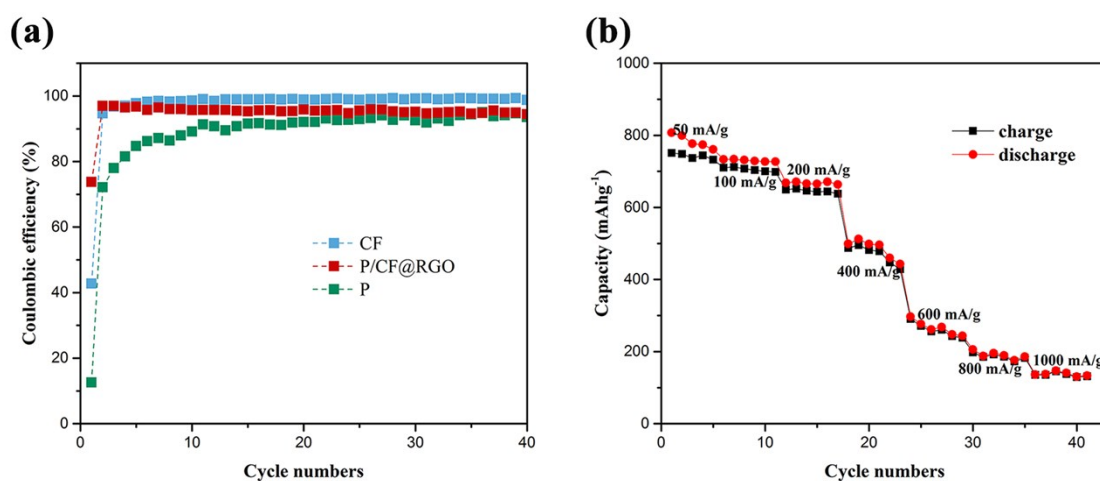 (a)
Coulombic efficiency (%)
100
80
60
40
20
0
0
10
20
30
40
Cycle numbers
CF
P/CF@RGO
P
(b)
Capacity (mAhg⁻¹)
1000
800
600
400
200
0
0
10
20
30
40
Cycle numbers
charge
discharge
50 mA/g
100 mA/g
200 mA/g
400 mA/g
600 mA/g
800 mA/g
1000 mA/g